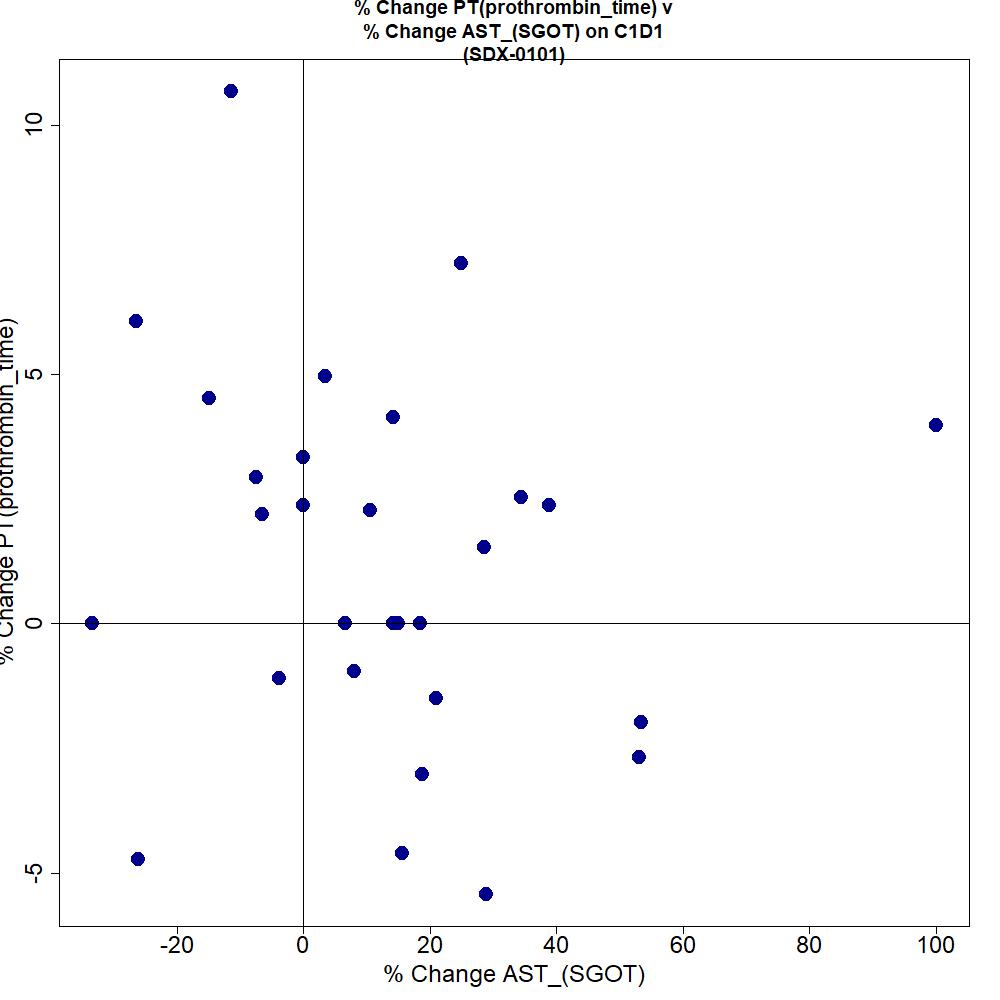 % Change PT(prothrombin_time) v
% Change AST_(SGOT) on C1D1
(SDX-0101)
% Change PT(prothrombin_time)
10
5
0
-5
-20 0 20 40 60 80 100
% Change AST_(SGOT)